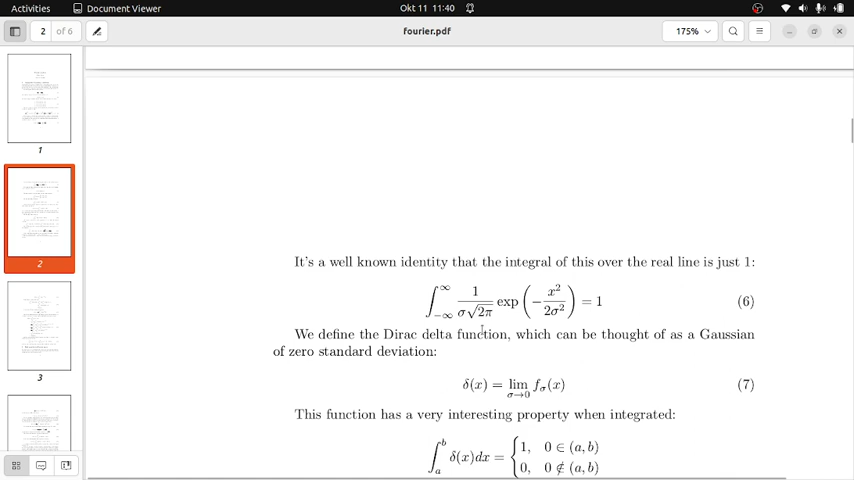 Activities Document Viewer Okt 11 11:40
2 of 6 fourier.pdf 175%
1
2
3
It's a well known identity that the integral of this over the real line is just 1:
∫_{-∞}^{∞} 1/(σ√2π) exp(−x²/2σ²) = 1 (6)
We define the Dirac delta function, which can be thought of as a Gaussian
of zero standard deviation:
δ(x) = lim_{σ→0} f_σ(x) (7)
This function has a very interesting property when integrated:
∫_a^b δ(x)dx = { 1, 0 ∈ (a, b)
0, 0 ∉ (a, b)